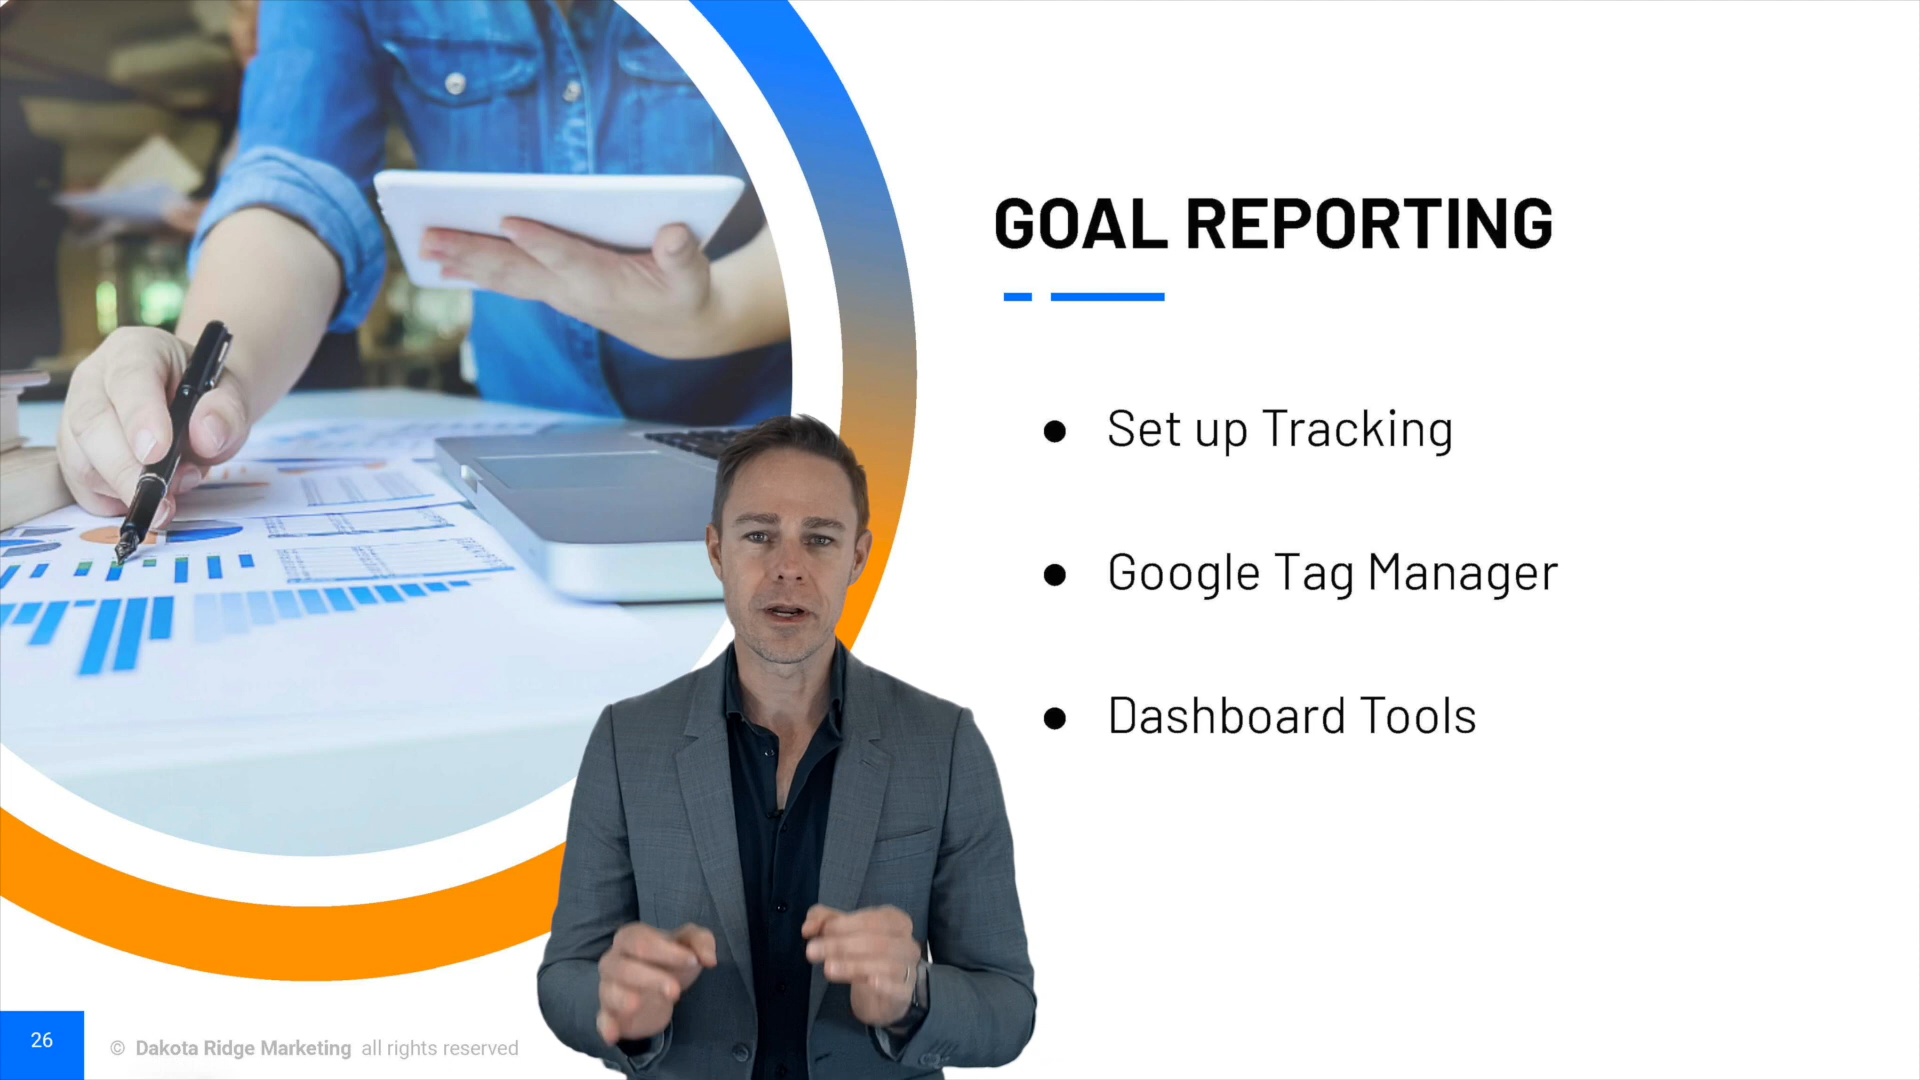 GOAL REPORTING
● Set up Tracking
● Google Tag Manager
● Dashboard Tools
26
© Dakota Ridge Marketing all rights reserved